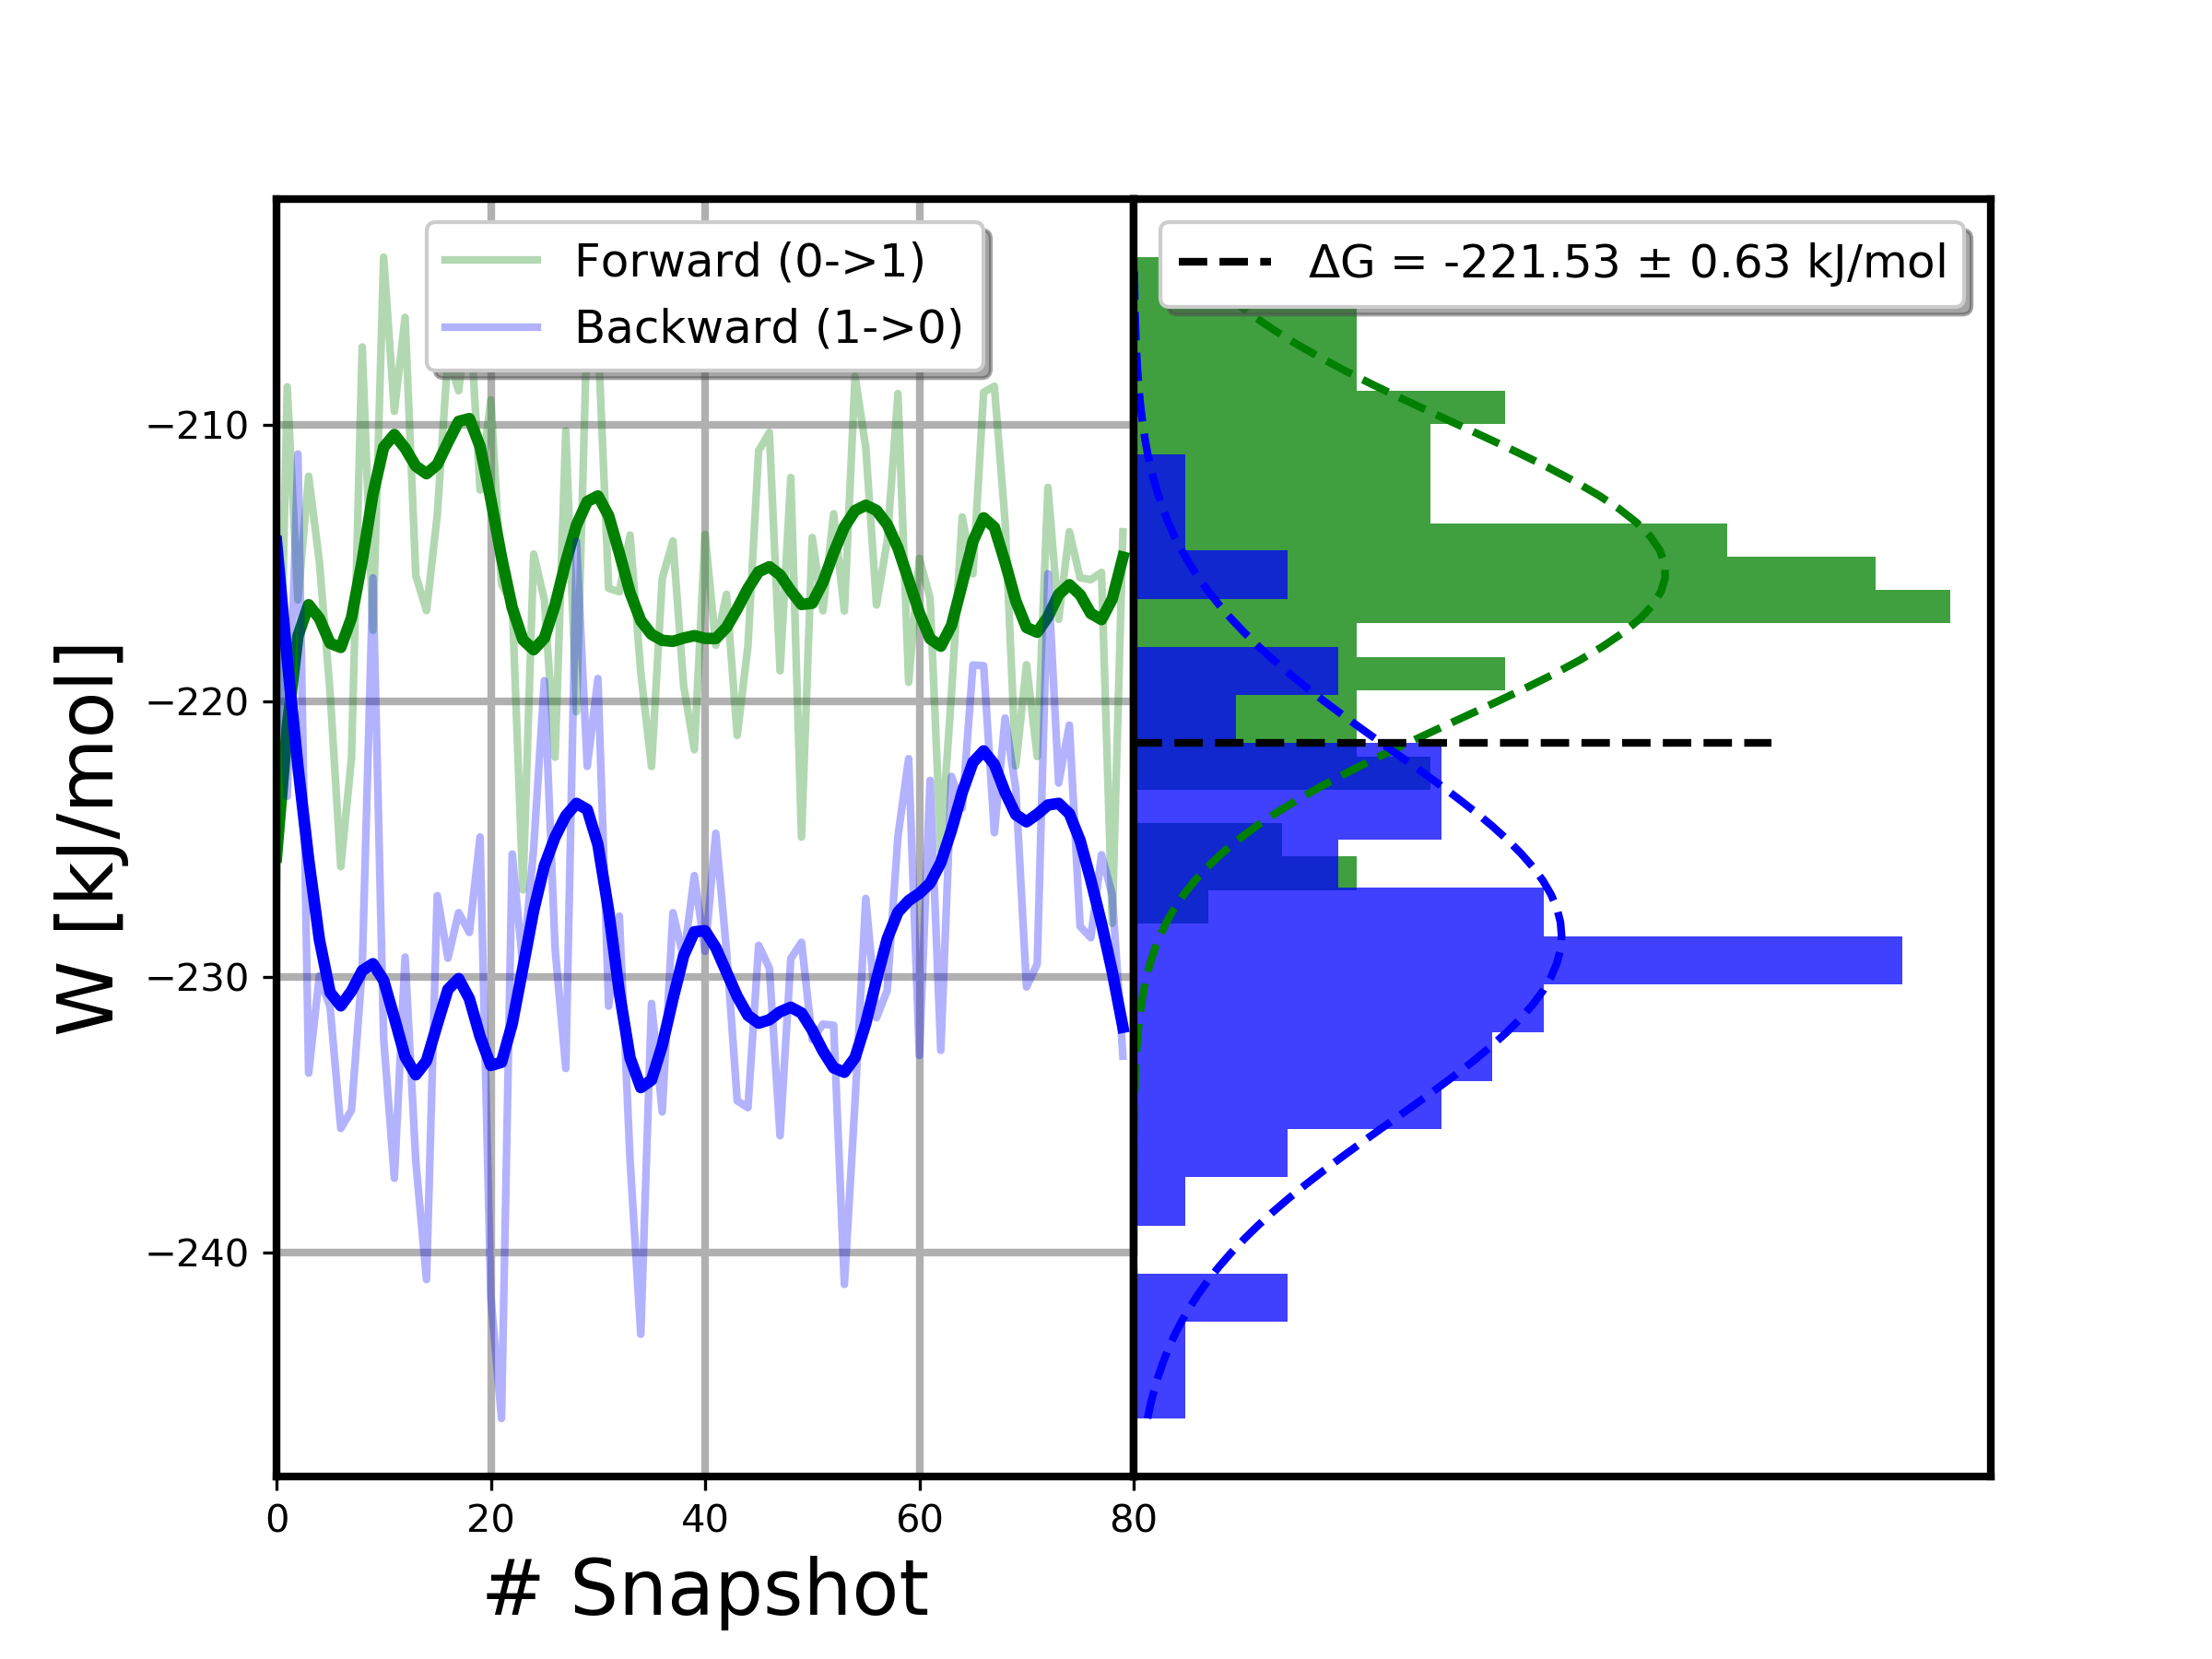 Forward (0->1)
Backward (1->0)
ΔG = -221.53 ± 0.63 kJ/mol
W [kJ/mol]
−210
−220
−230
−240
0 20 40 60 80
# Snapshot